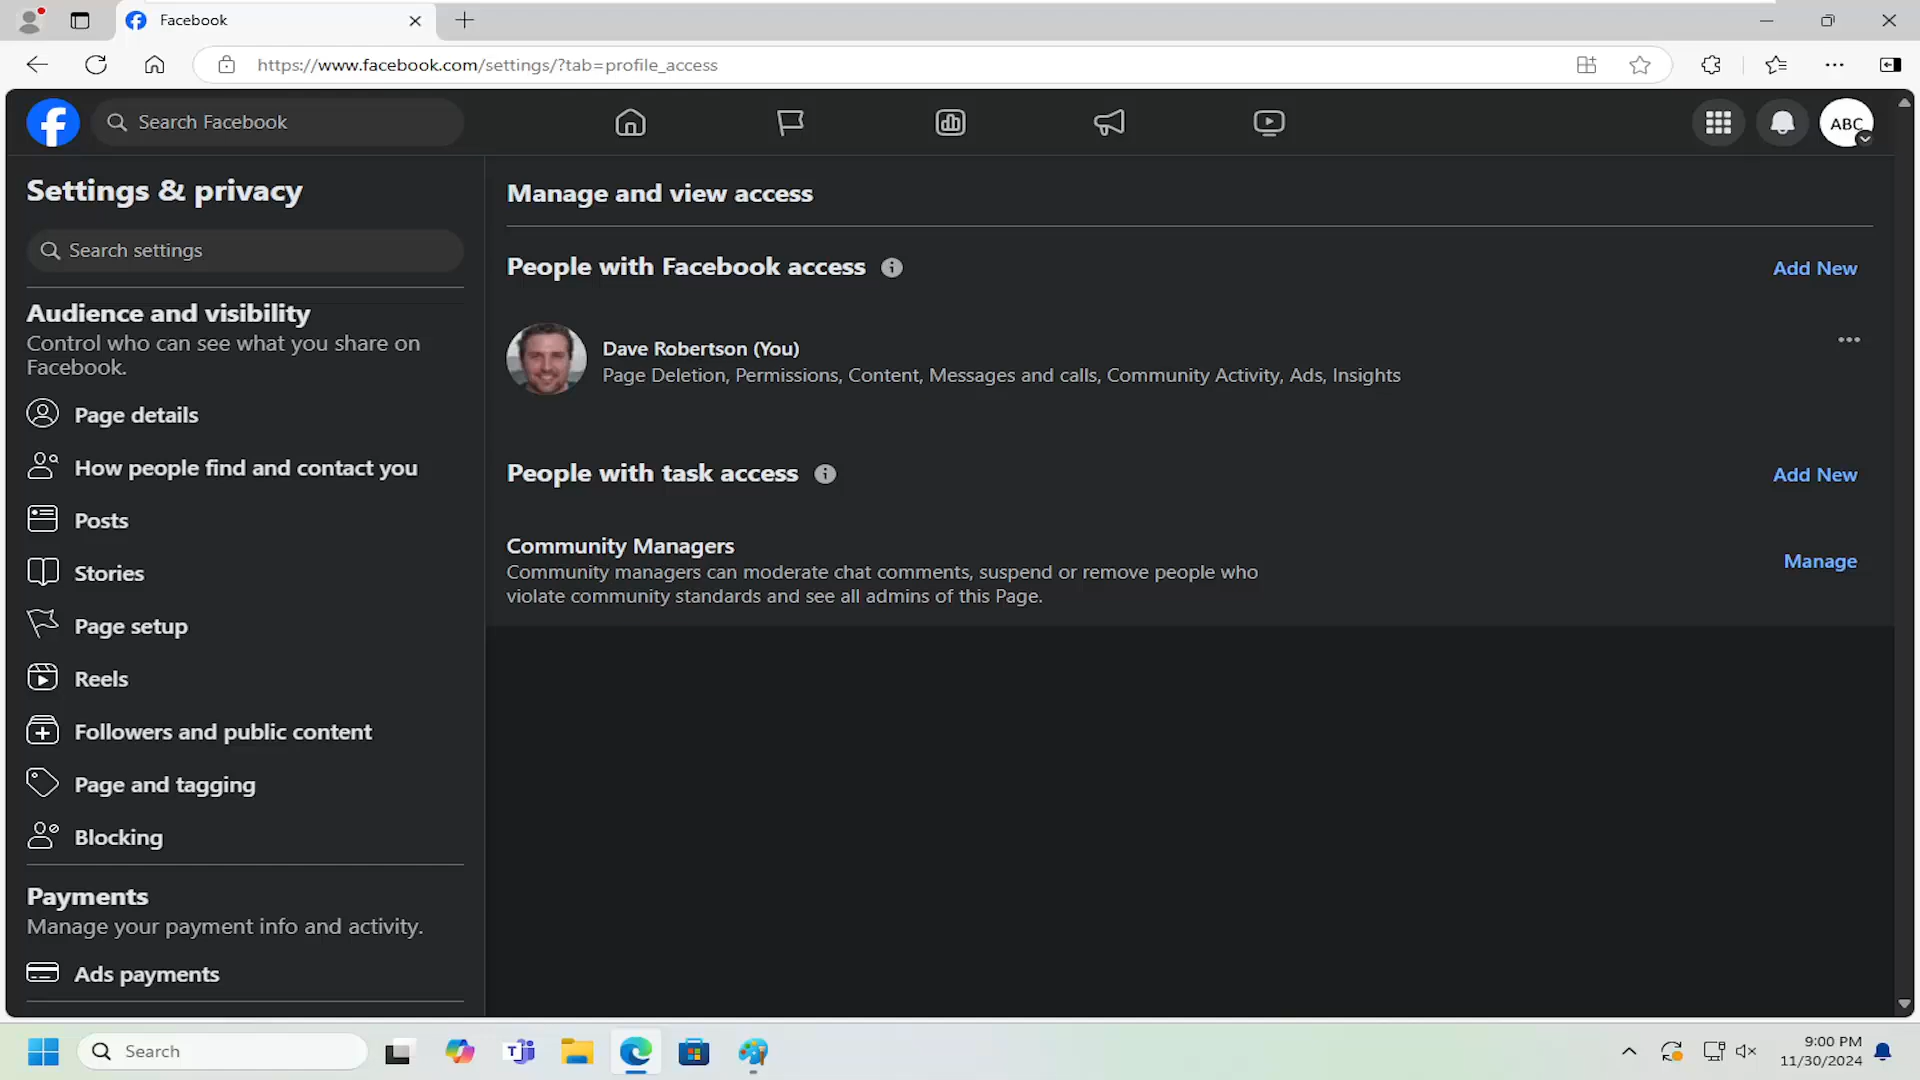 Facebook
https://www.facebook.com/settings/?tab=profile_access
Search Facebook
ABC
Settings & privacy
Search settings
Audience and visibility
Control who can see what you share on
Facebook.
Page details
How people find and contact you
Posts
Stories
Page setup
Reels
Followers and public content
Page and tagging
Blocking
Payments
Manage your payment info and activity.
Ads payments
Manage and view access
People with Facebook access
Add New
Dave Robertson (You)
Page Deletion, Permissions, Content, Messages and calls, Community Activity, Ads, Insights
People with task access
Add New
Community Managers
Community managers can moderate chat comments, suspend or remove people who
violate community standards and see all admins of this Page.
Manage
Search
9:00 PM
11/30/2024